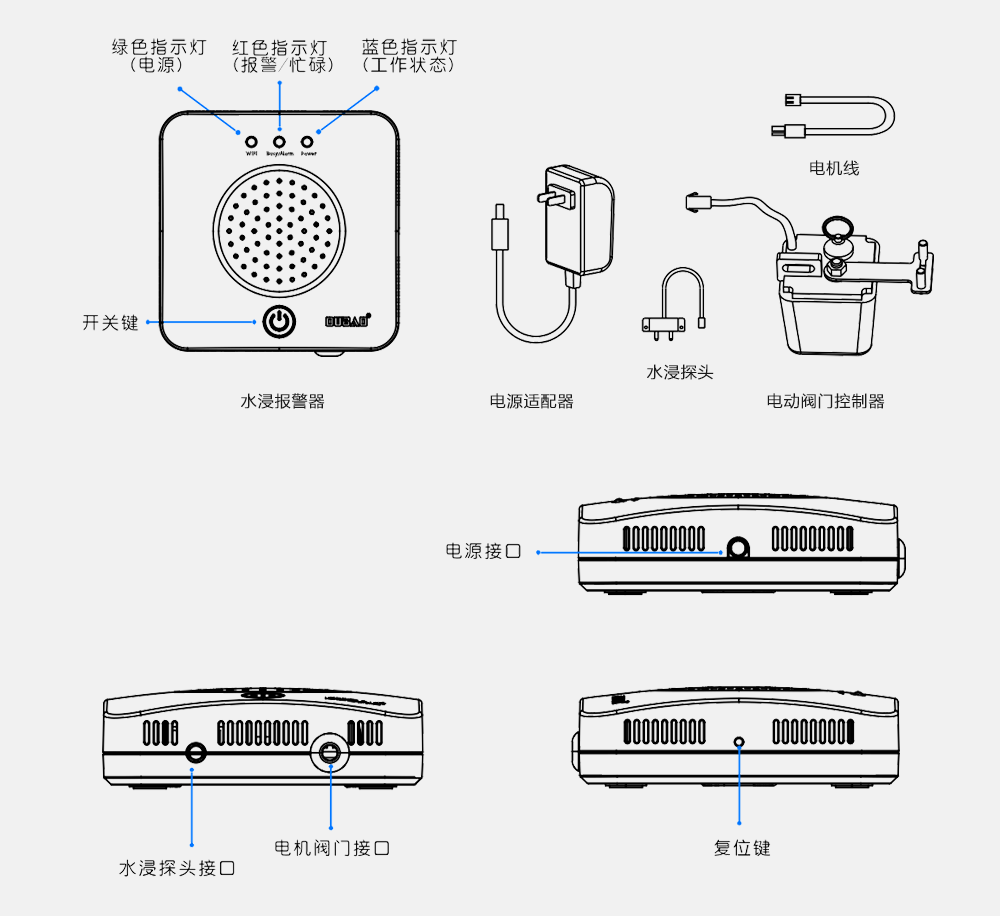 绿色指示灯 红色指示灯 蓝色指示灯
(电源) (报警/忙碌) (工作状态)
WiFi Busy/Alarm Power
电机线
开关键
OUBAO
水浸探头
水浸报警器 电源适配器 电动阀门控制器
电源接口
电机阀门接口 复位键
水浸探头接口